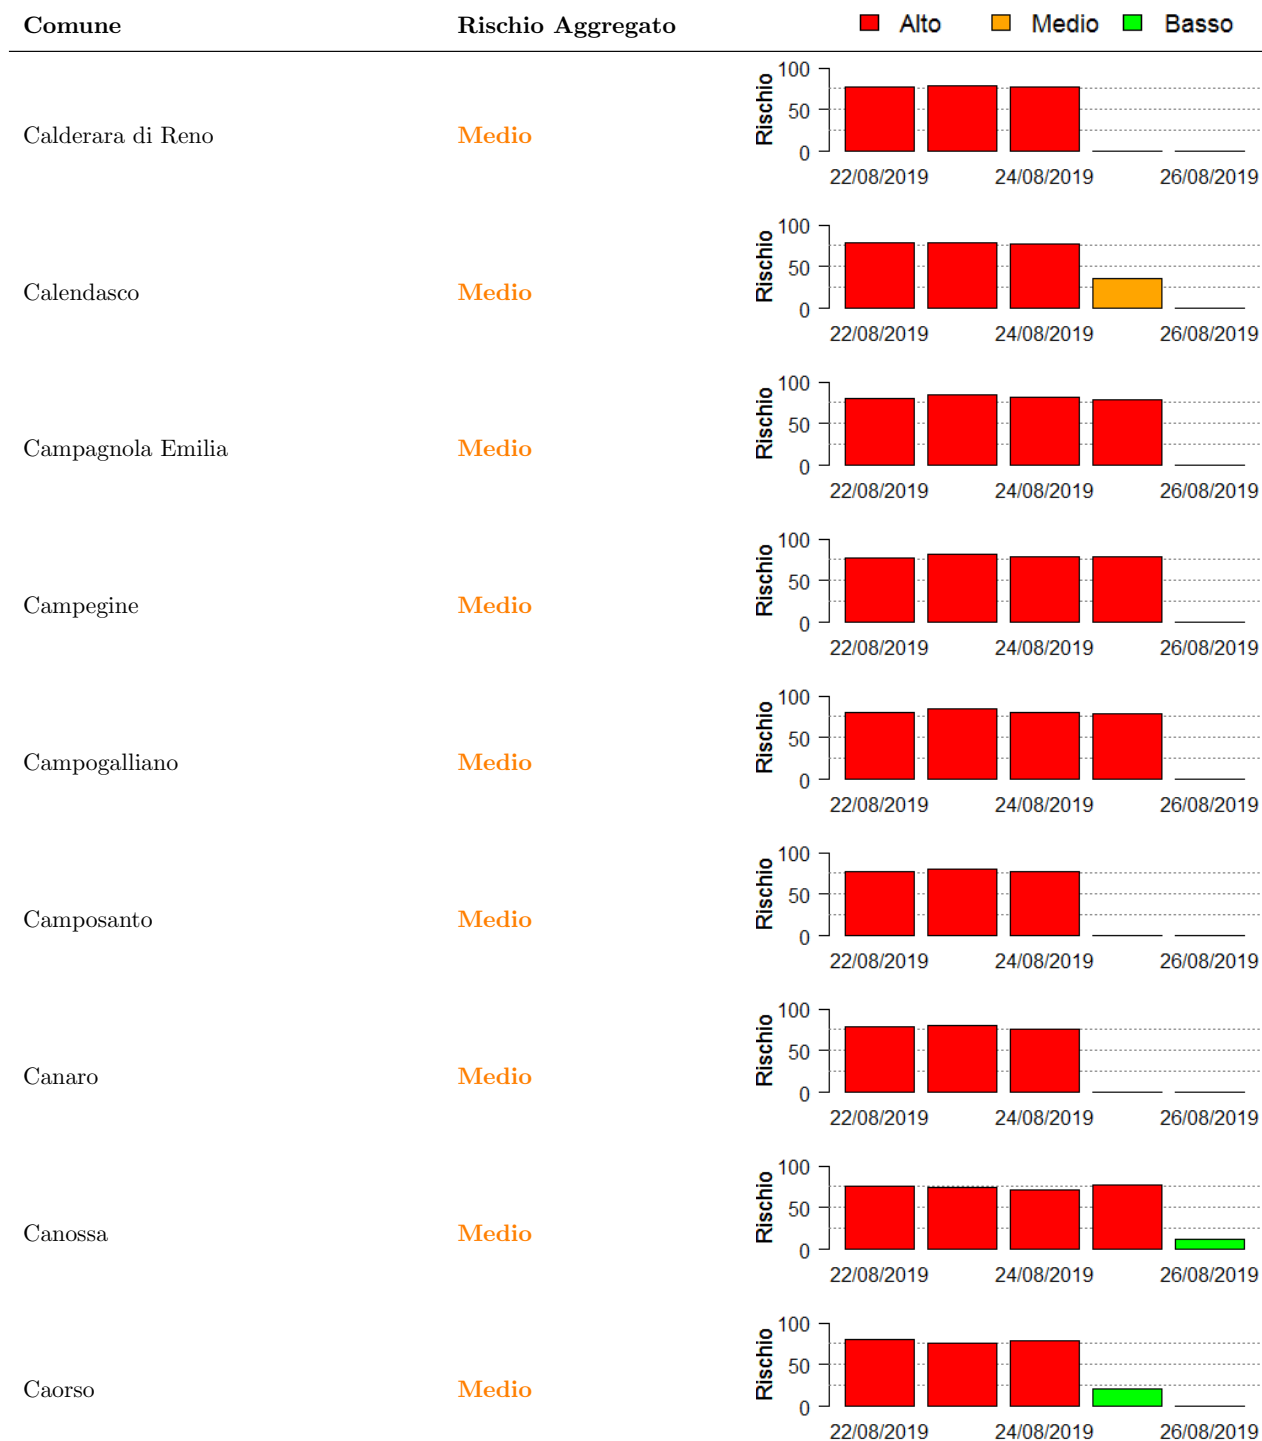 Comune Rischio Aggregato Alto Medio Basso
Calderara di Reno Medio
Rischio
100
50
0
22/08/2019 24/08/2019 26/08/2019
Calendasco Medio
Rischio
100
50
0
22/08/2019 24/08/2019 26/08/2019
Campagnola Emilia Medio
Rischio
100
50
0
22/08/2019 24/08/2019 26/08/2019
Campegine Medio
Rischio
100
50
0
22/08/2019 24/08/2019 26/08/2019
Campogalliano Medio
Rischio
100
50
0
22/08/2019 24/08/2019 26/08/2019
Camposanto Medio
Rischio
100
50
0
22/08/2019 24/08/2019 26/08/2019
Canaro Medio
Rischio
100
50
0
22/08/2019 24/08/2019 26/08/2019
Canossa Medio
Rischio
100
50
0
22/08/2019 24/08/2019 26/08/2019
Caorso Medio
Rischio
100
50
0
22/08/2019 24/08/2019 26/08/2019